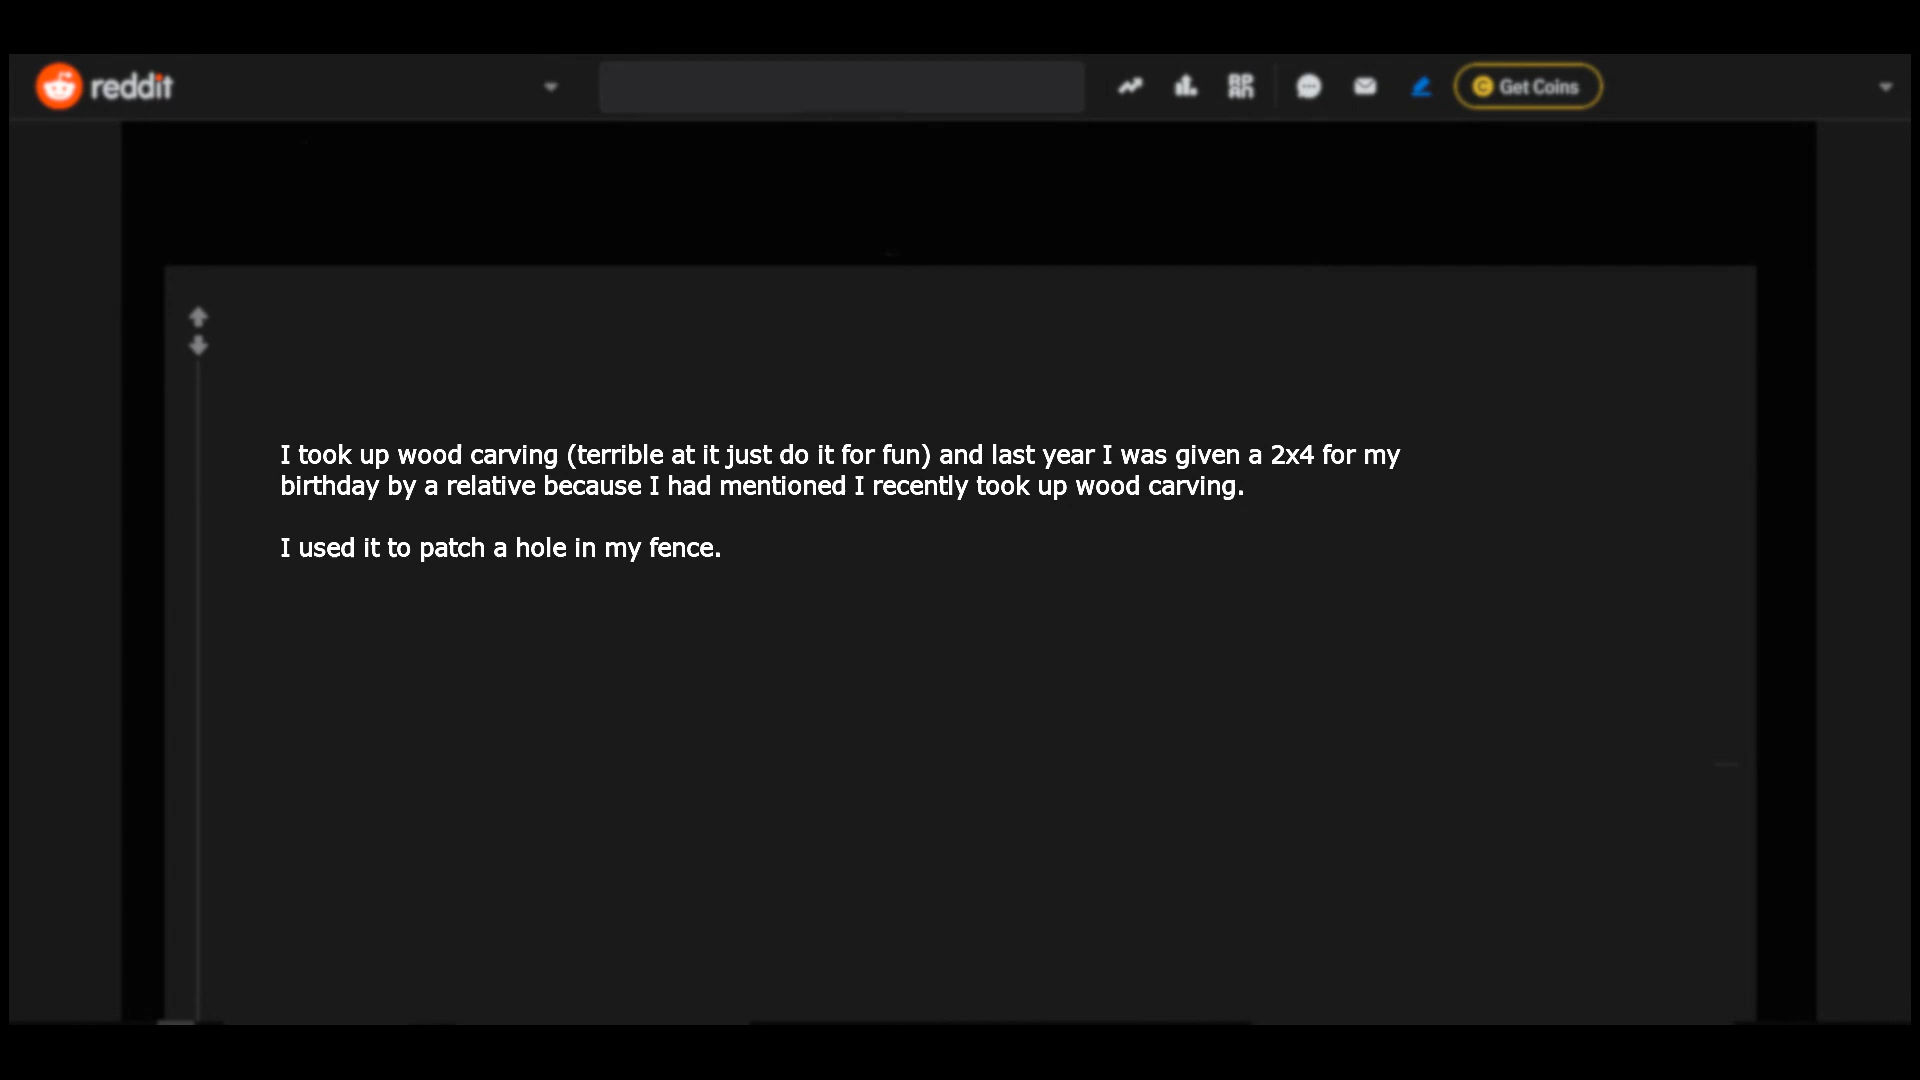 reddit
RPAN
Get Coins
I took up wood carving (terrible at it just do it for fun) and last year I was given a 2x4 for my
birthday by a relative because I had mentioned I recently took up wood carving.
I used it to patch a hole in my fence.